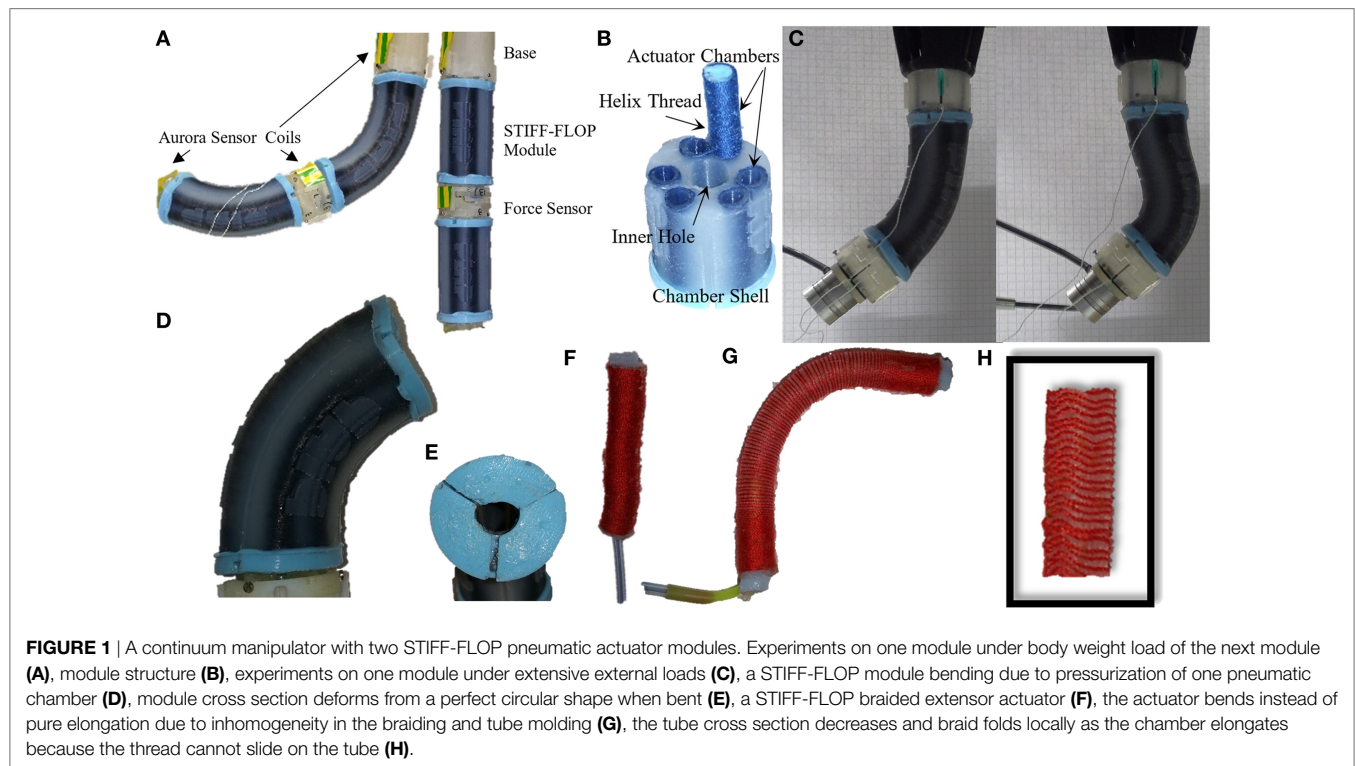 A
Base
Aurora Sensor Coils
STIFF-FLOP
Module
Force Sensor
B
Actuator Chambers
Helix Thread
Inner Hole
Chamber Shell
C
D
E
F
G
H
FIGURE 1 | A continuum manipulator with two STIFF-FLOP pneumatic actuator modules. Experiments on one module under body weight load of the next module
(A), module structure (B), experiments on one module under extensive external loads (C), a STIFF-FLOP module bending due to pressurization of one pneumatic
chamber (D), module cross section deforms from a perfect circular shape when bent (E), a STIFF-FLOP braided extensor actuator (F), the actuator bends instead of
pure elongation due to inhomogeneity in the braiding and tube molding (G), the tube cross section decreases and braid folds locally as the chamber elongates
because the thread cannot slide on the tube (H).